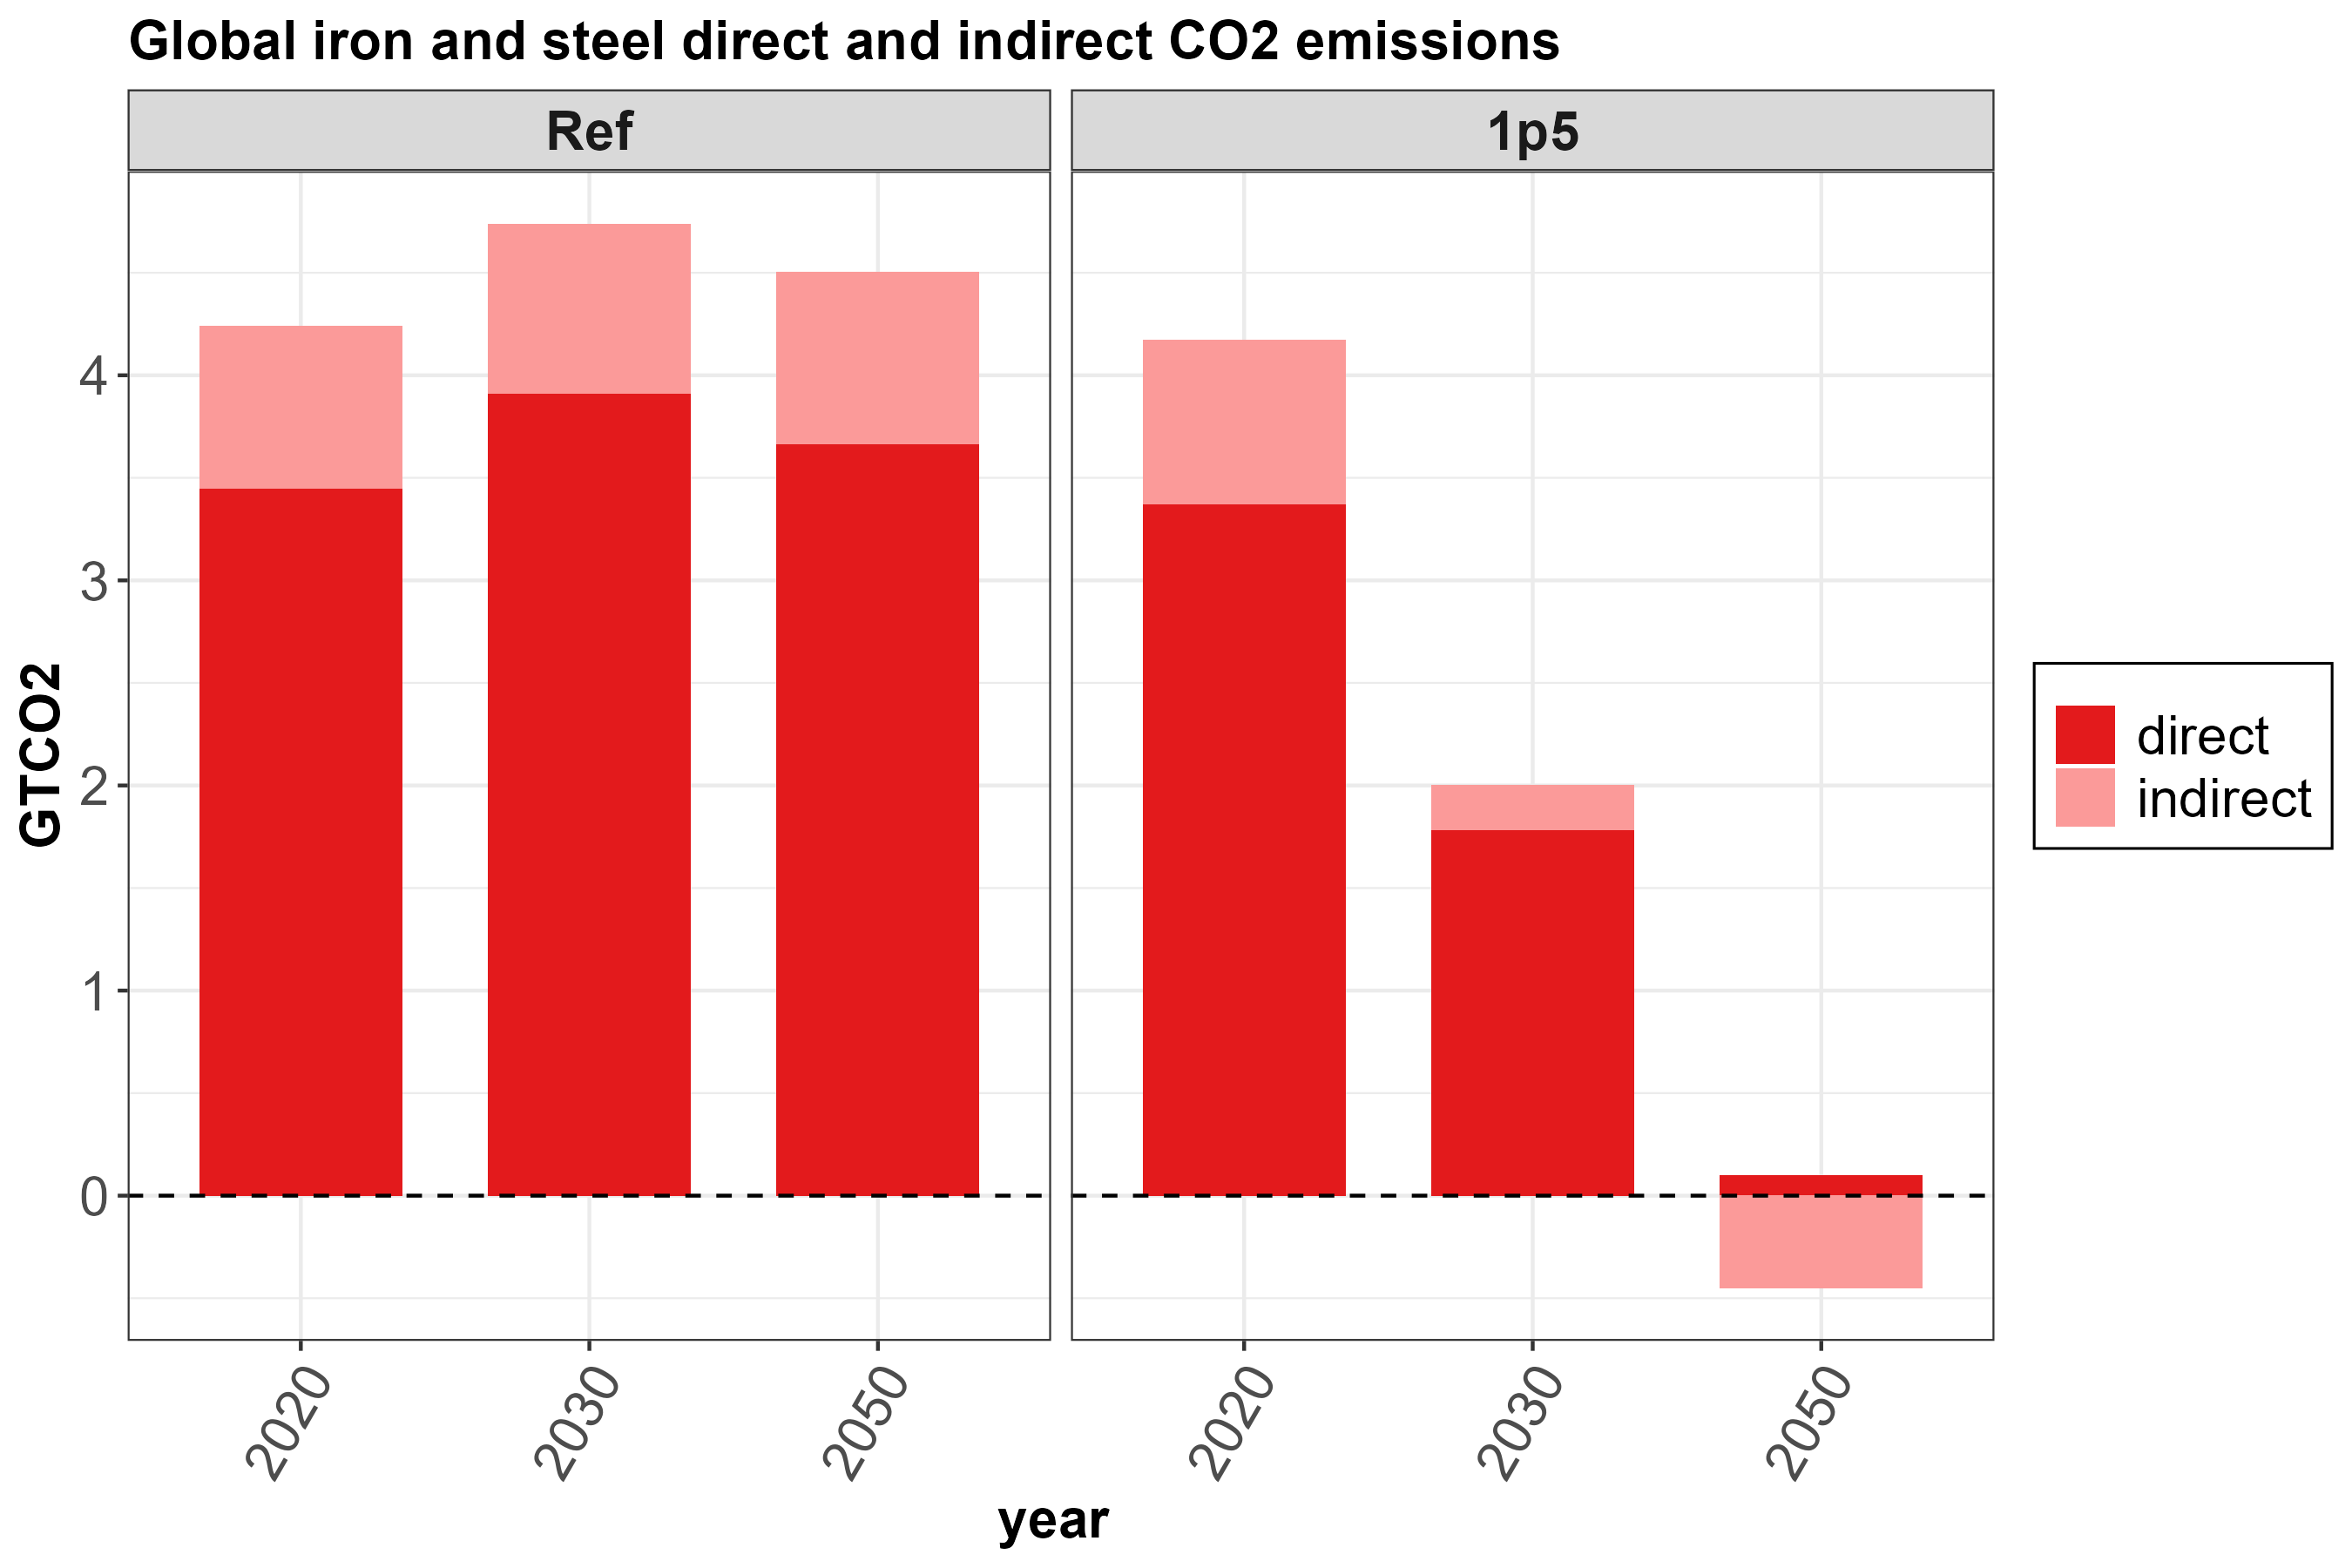 Global iron and steel direct and indirect CO2 emissions
Ref
1p5
GTCO2
4
3
2
1
0
2020
2030
2050
2020
2030
2050
year
direct
indirect